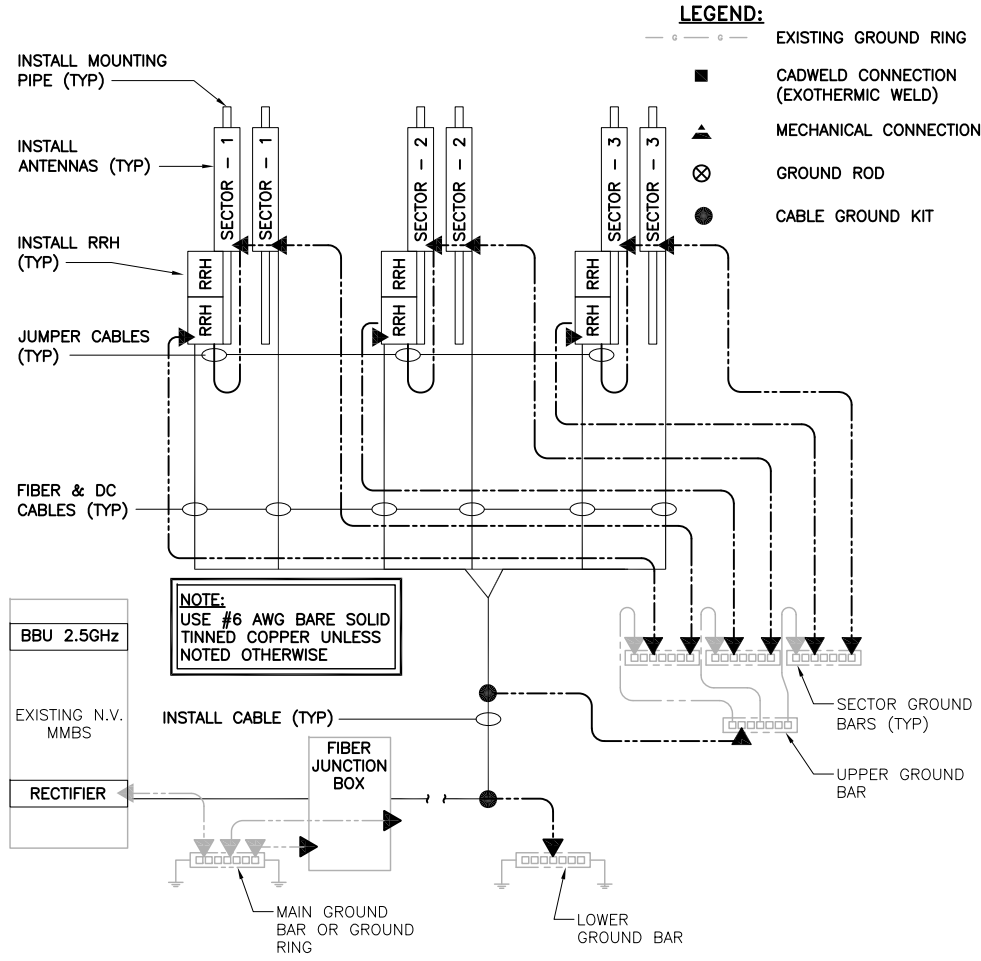 LEGEND:
G G EXISTING GROUND RING
CADWELD CONNECTION
(EXOTHERMIC WELD)
MECHANICAL CONNECTION
GROUND ROD
CABLE GROUND KIT
INSTALL MOUNTING
PIPE (TYP)
INSTALL
ANTENNAS (TYP)
INSTALL RRH
(TYP)
JUMPER CABLES
(TYP)
FIBER & DC
CABLES (TYP)
SECTOR - 1
SECTOR - 1
SECTOR - 2
SECTOR - 2
SECTOR - 3
SECTOR - 3
RRH
RRH
RRH
RRH
RRH
RRH
NOTE:
USE #6 AWG BARE SOLID
TINNED COPPER UNLESS
NOTED OTHERWISE
BBU 2.5GHz
EXISTING N.V.
MMBS
RECTIFIER
INSTALL CABLE (TYP)
FIBER
JUNCTION
BOX
SECTOR GROUND
BARS (TYP)
UPPER GROUND
BAR
MAIN GROUND
BAR OR GROUND
RING
LOWER
GROUND BAR